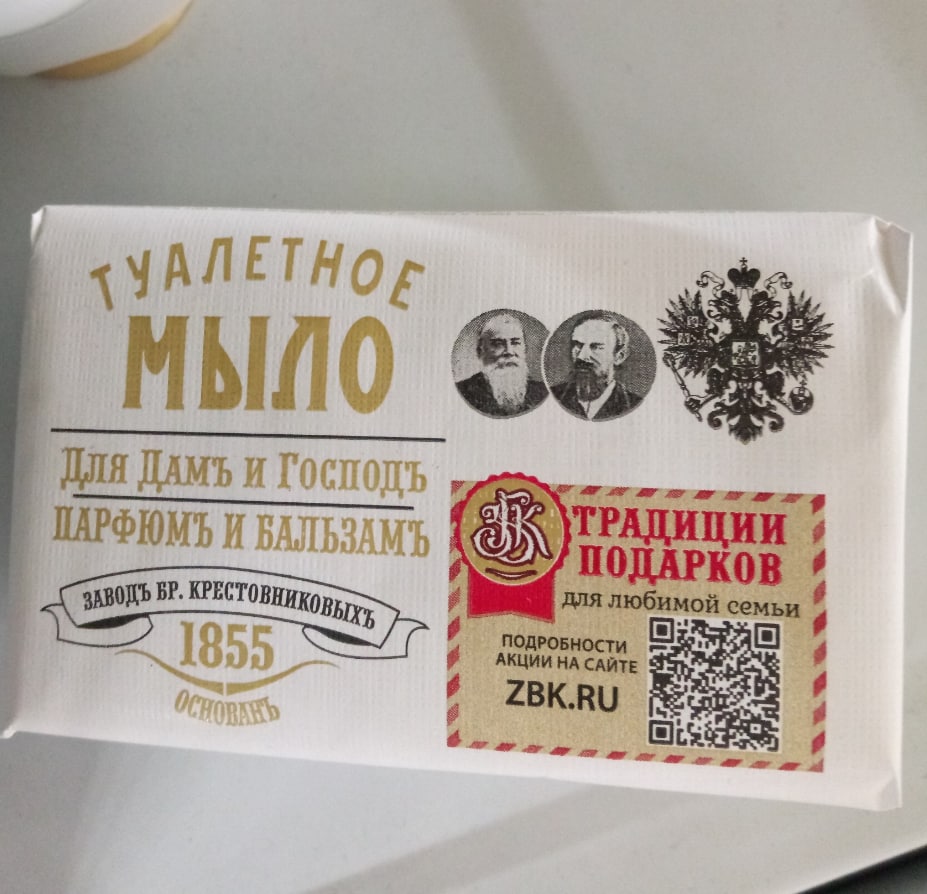 ТУАЛЕТНОЕ
МЫЛО
Для Дамъ и Господъ
ПАРФЮМЪ И БАЛЬЗАМЪ
ЗАВОДЪ БР. КРЕСТОВНИКОВЫХЪ
1855
ОСНОВАНЪ
ЗБК
ТРАДИЦИИ
ПОДАРКОВ
для любимой семьи
ПОДРОБНОСТИ
АКЦИИ НА САЙТЕ
ZBK.RU